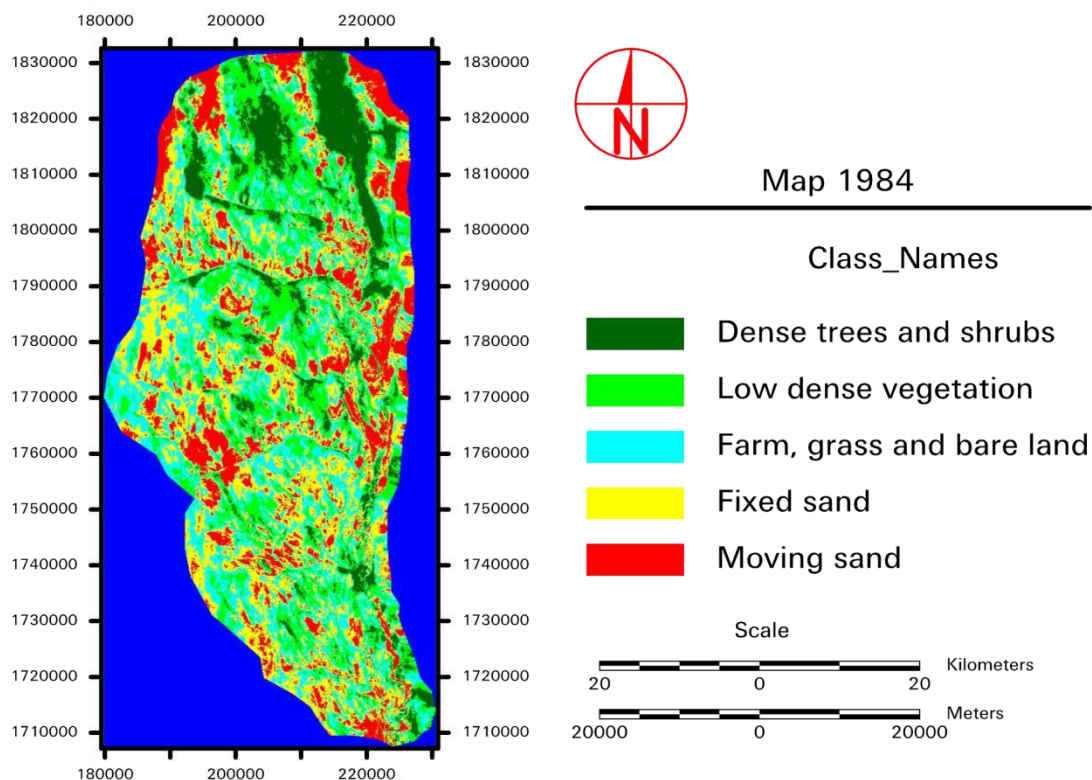 180000 200000 220000
1830000 1830000
1820000 1820000
1810000 1810000
1800000 1800000
1790000 1790000
1780000 1780000
1770000 1770000
1760000 1760000
1750000 1750000
1740000 1740000
1730000 1730000
1720000 1720000
1710000 1710000
180000 200000 220000
N
Map 1984
Class_Names
Dense trees and shrubs
Low dense vegetation
Farm, grass and bare land
Fixed sand
Moving sand
Scale
Kilometers
20 0 20
Meters
20000 0 20000